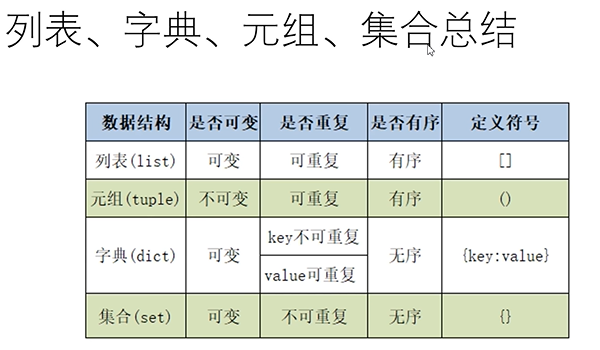 列表、字典、元组、集合总结
数据结构 是否可变 是否重复 是否有序 定义符号
列表(list) 可变 可重复 有序 []
元组(tuple) 不可变 可重复 有序 ()
字典(dict) 可变 key不可重复 无序 {key:value}
value可重复
集合(set) 可变 不可重复 无序 {}